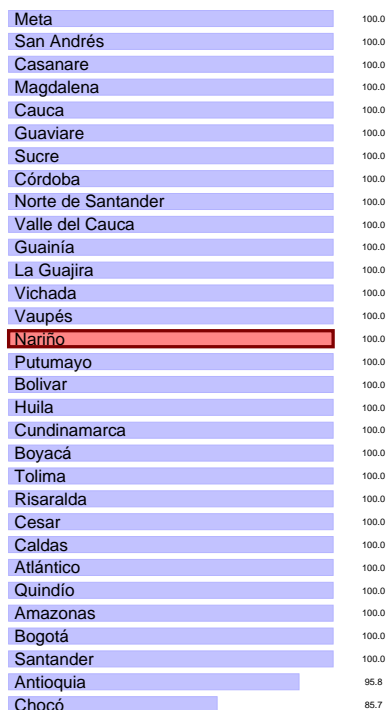 Meta 100.0
San Andrés 100.0
Casanare 100.0
Magdalena 100.0
Cauca 100.0
Guaviare 100.0
Sucre 100.0
Córdoba 100.0
Norte de Santander 100.0
Valle del Cauca 100.0
Guainía 100.0
La Guajira 100.0
Vichada 100.0
Vaupés 100.0
Nariño 100.0
Putumayo 100.0
Bolivar 100.0
Huila 100.0
Cundinamarca 100.0
Boyacá 100.0
Tolima 100.0
Risaralda 100.0
Cesar 100.0
Caldas 100.0
Atlántico 100.0
Quindío 100.0
Amazonas 100.0
Bogotá 100.0
Santander 100.0
Antioquia 95.8
Chocó 85.7